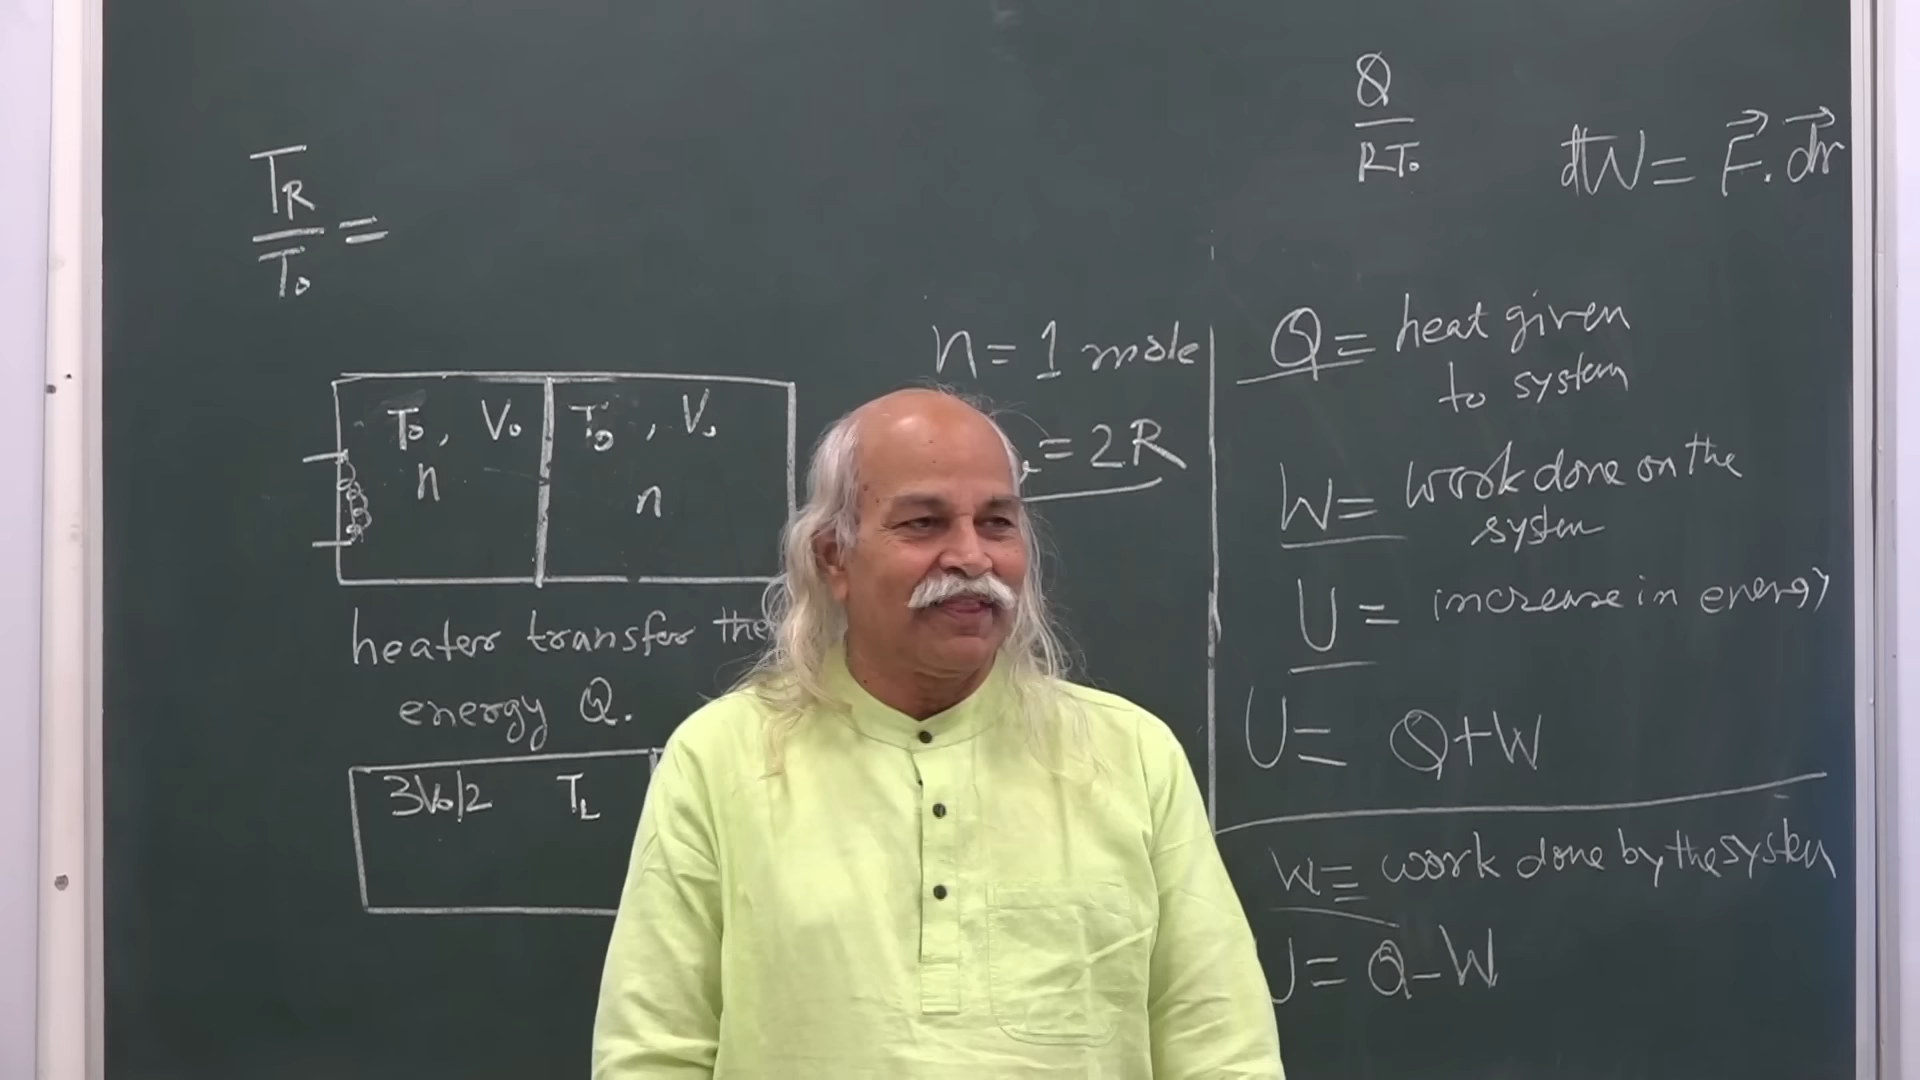 T_R
T₀ =
Q
RT₀
dW = F⃗ . dr⃗
T₀, V₀
n
T₀, V₀
n
n = 1 mole
= 2R
heater transfer the
energy Q.
3V₀/2 T_L
Q = heat given
to system
W = work done on the
system
U = increase in energy
U = Q+W
W = work done by the system
U = Q-W